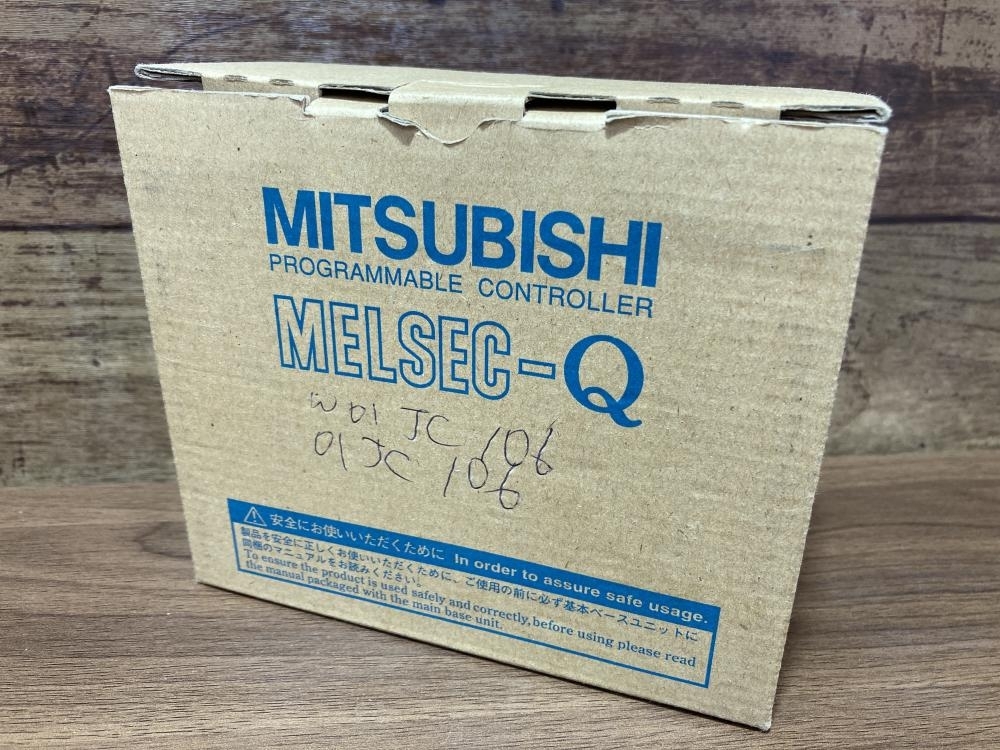 MITSUBISHI
PROGRAMMABLE CONTROLLER
MELSEC-Q
W01 JC 106
01JC 106
安全にお使いいただくために In order to assure safe usage.
製品を安全に正しくお使いいただくために、ご使用の前に必ず基本ベースユニットに
同梱のマニュアルをお読みください。
To ensure the product is used safely and correctly,before using please read
the manual packaged with the main base unit.